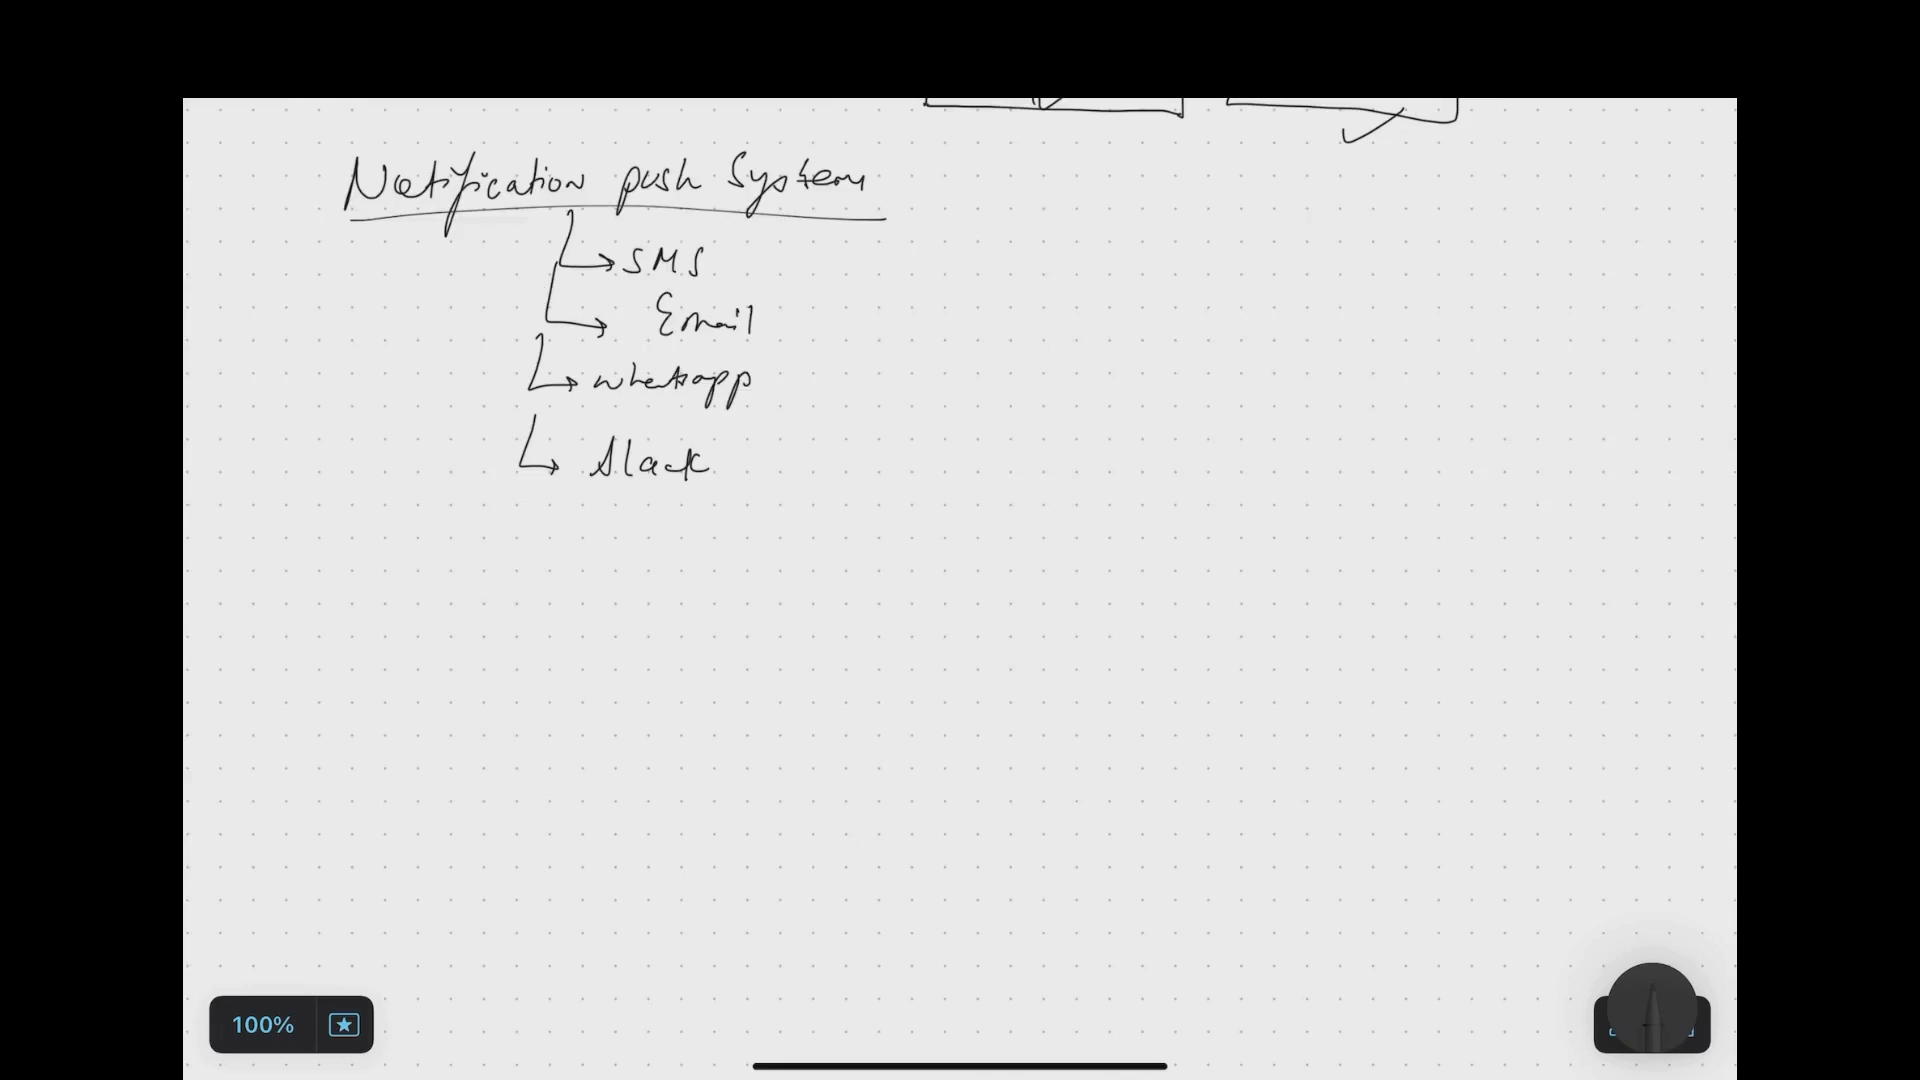 Notification push System
SMS
Email
whatsapp
Slack
100%